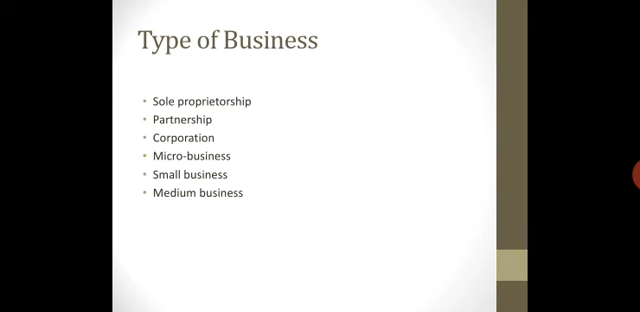 Type of Business
• Sole proprietorship
• Partnership
• Corporation
• Micro-business
• Small business
• Medium business